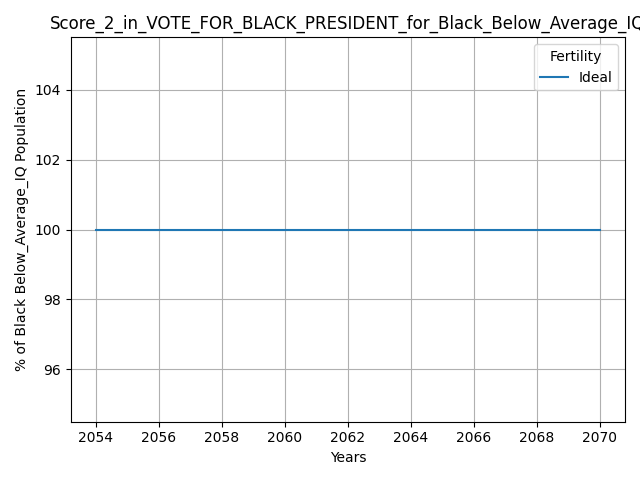 Score_2_in_VOTE_FOR_BLACK_PRESIDENT_for_Black_Below_Average_IQ
Fertility
Ideal
% of Black Below_Average_IQ Population
104
102
100
98
96
2054 2056 2058 2060 2062 2064 2066 2068 2070
Years